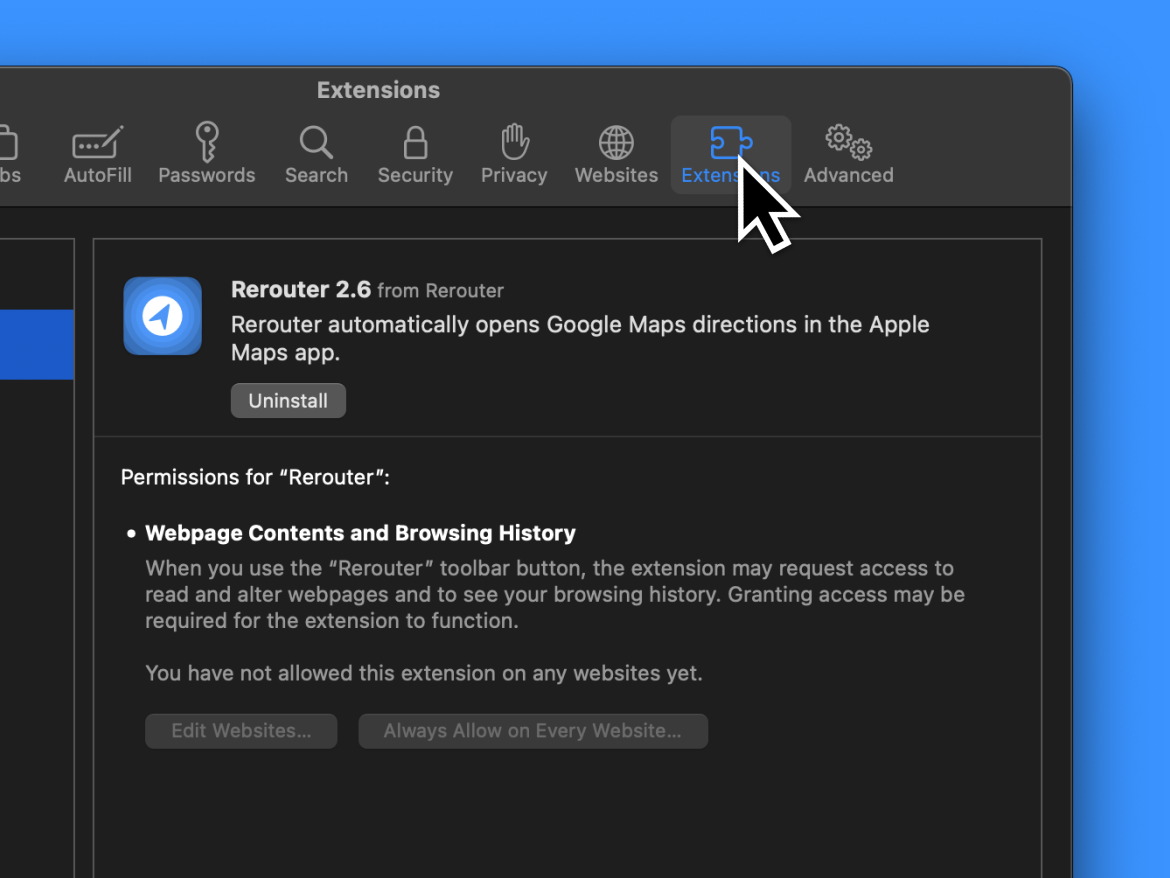 Extensions
bs
AutoFill
Passwords
Search
Security
Privacy
Websites
Extensions
Advanced
Rerouter 2.6 from Rerouter
Rerouter automatically opens Google Maps directions in the Apple
Maps app.
Uninstall
Permissions for “Rerouter”:
• Webpage Contents and Browsing History
When you use the “Rerouter” toolbar button, the extension may request access to
read and alter webpages and to see your browsing history. Granting access may be
required for the extension to function.
You have not allowed this extension on any websites yet.
Edit Websites...
Always Allow on Every Website...